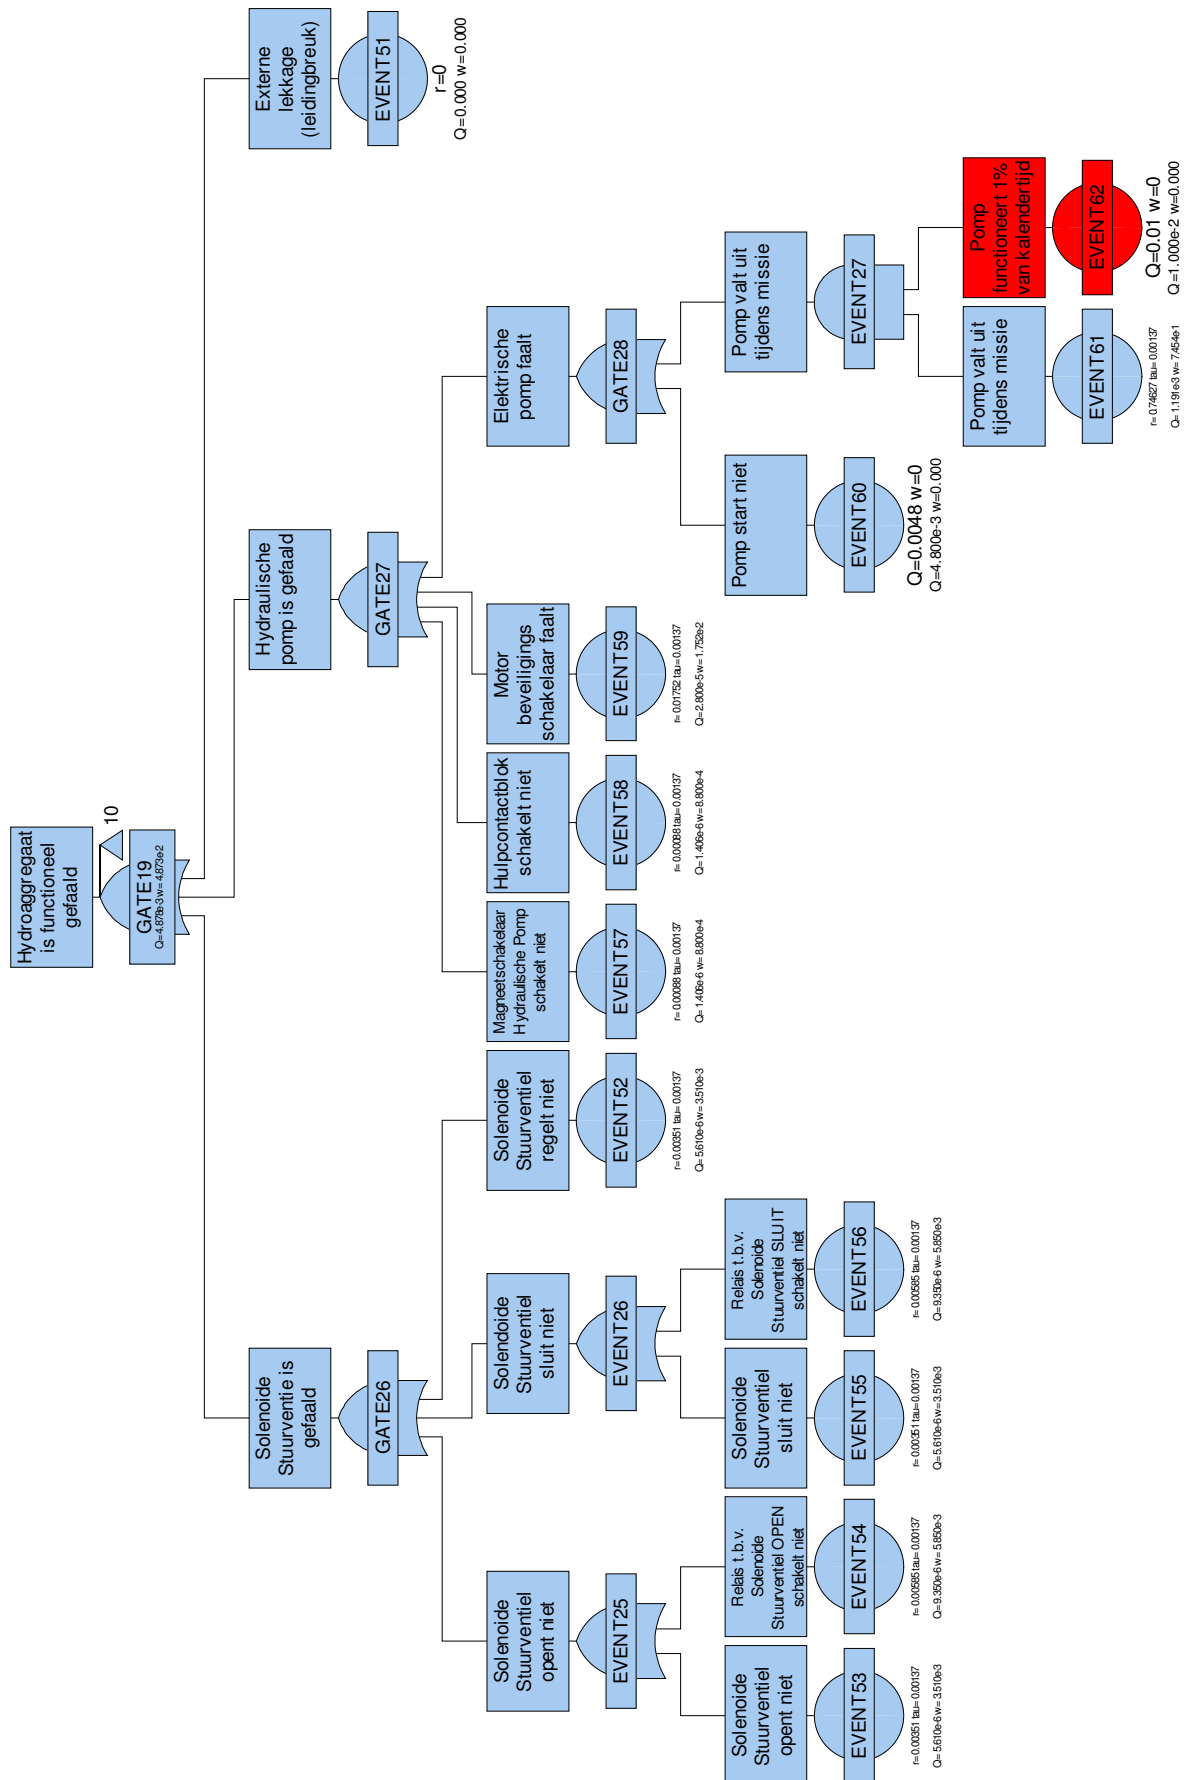 Hydroaggregaat
is functioneel
gefaald
10
GATE19
Q=4.878e-3 w=4.873e-2
Solenoide
Stuurventie is
gefaald
GATE26
Hydraulische
pomp is gefaald
GATE27
Externe
lekkage
(leidingbreuk)
EVENT51
r=0
Q=0.000 w=0.000
Solenoide
Stuurventiel
opent niet
EVENT25
Solendoide
Stuurventiel
sluit niet
EVENT26
Solenoide
Stuurventiel
regelt niet
EVENT52
r=0.00351 tau=0.00137
Q=5.610e-6 w=3.510e-3
Magneetschakelaar
Hydraulische Pomp
schakelt niet
EVENT57
r=0.00088 tau=0.00137
Q=1.406e-6 w=8.800e-4
Hulpcontactblok
schakelt niet
EVENT58
r=0.00088 tau=0.00137
Q=1.406e-6 w=8.800e-4
Motor
beveiligings
schakelaar faalt
EVENT59
r=0.01752 tau=0.00137
Q=2.800e-5 w=1.752e-2
Elektrische
pomp faalt
GATE28
Solenoide
Stuurventiel
opent niet
EVENT53
r=0.00351 tau=0.00137
Q=5.610e-6 w=3.510e-3
Relais t.b.v.
Solenoide
Stuurventiel OPEN
schakelt niet
EVENT54
r=0.00585 tau=0.00137
Q=9.350e-6 w=5.850e-3
Solenoide
Stuurventiel
sluit niet
EVENT55
r=0.00351 tau=0.00137
Q=5.610e-6 w=3.510e-3
Relais t.b.v.
Solenoide
Stuurventiel SLUIT
schakelt niet
EVENT56
r=0.00585 tau=0.00137
Q=9.350e-6 w=5.850e-3
Pomp start niet
EVENT60
Q=0.0048 w=0
Q=4.800e-3 w=0.000
Pomp valt uit
tijdens missie
EVENT27
Pomp valt uit
tijdens missie
EVENT61
r=0.74627 tau=0.00137
Q=1.191e-3 w=7.454e-1
Pomp
functioneert 1%
van kalendertijd
EVENT62
Q=0.01 w=0
Q=1.000e-2 w=0.000